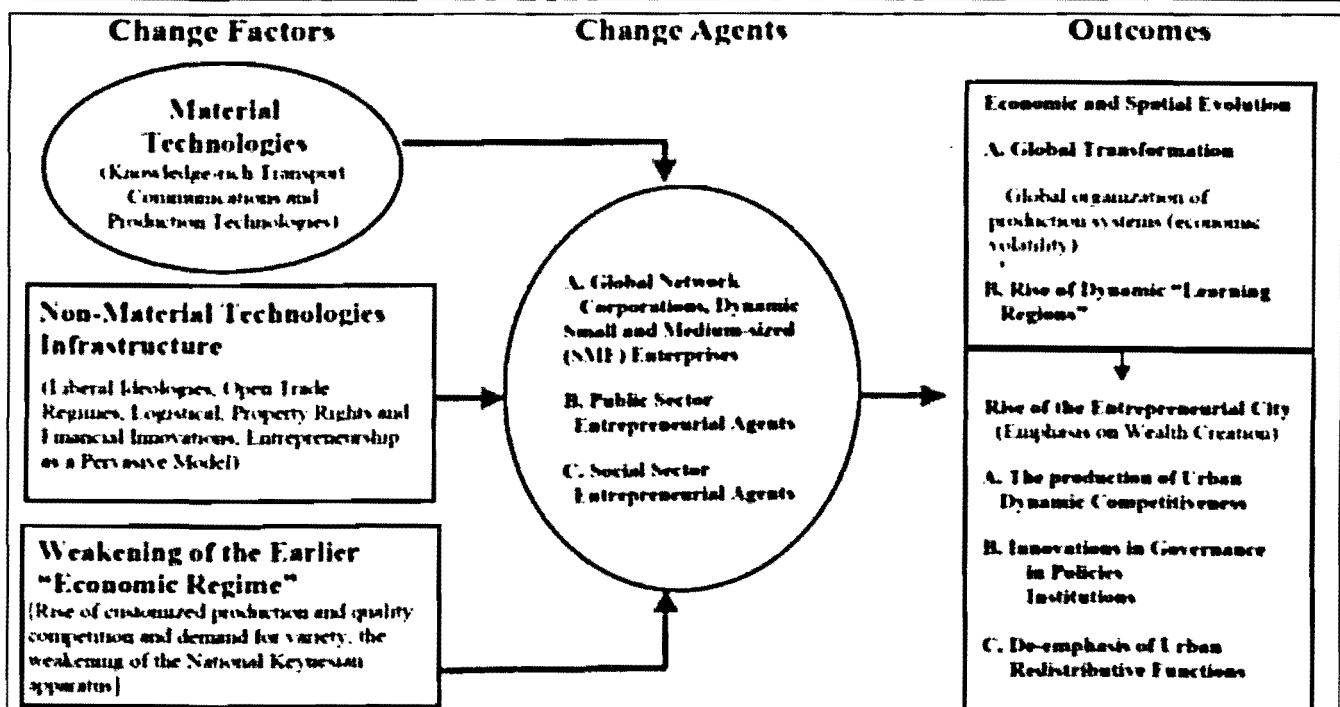 Change Factors
Change Agents
Outcomes
Material
Technologies
(Knowledge-rich Transport
Communications and
Production Technologies)
Non-Material Technologies
Infrastructure
(Liberal Ideologies, Open Trade
Regimes, Logistical, Property Rights and
Financial Innovations, Entrepreneurship
as a Pervasive Model)
Weakening of the Earlier
"Economic Regime"
[Rise of customized production and quality
competition and demand for variety, the
weakening of the National Keynesian
apparatus]
A. Global Network
Corporations, Dynamic
Small and Medium-sized
(SME) Enterprises
B. Public Sector
Entrepreneurial Agents
C. Social Sector
Entrepreneurial Agents
Economic and Spatial Evolution
A. Global Transformation
Global organization of
production systems (economic
volatility)
B. Rise of Dynamic "Learning
Regions"
Rise of the Entrepreneurial City
(Emphasis on Wealth Creation)
A. The production of Urban
Dynamic Competitiveness
B. Innovations in Governance
in Policies
Institutions
C. De-emphasis of Urban
Redistributive Functions